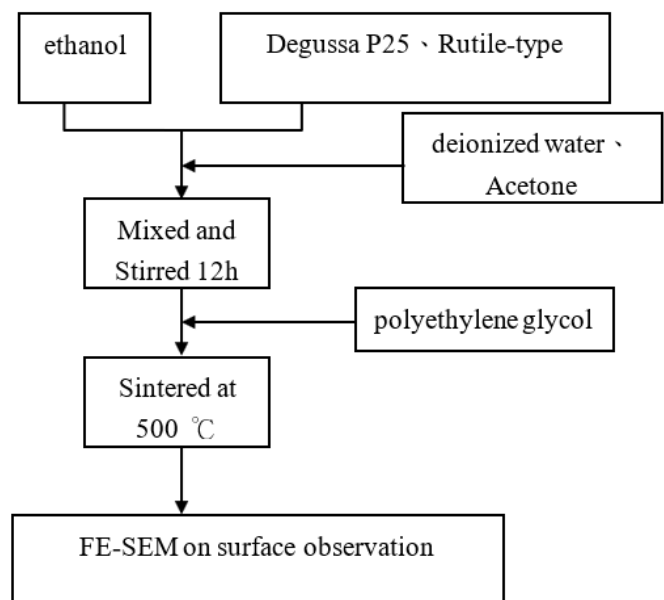 ethanol
Degussa P25、Rutile-type
deionized water、
Acetone
Mixed and
Stirred 12h
polyethylene glycol
Sintered at
500 ℃
FE-SEM on surface observation